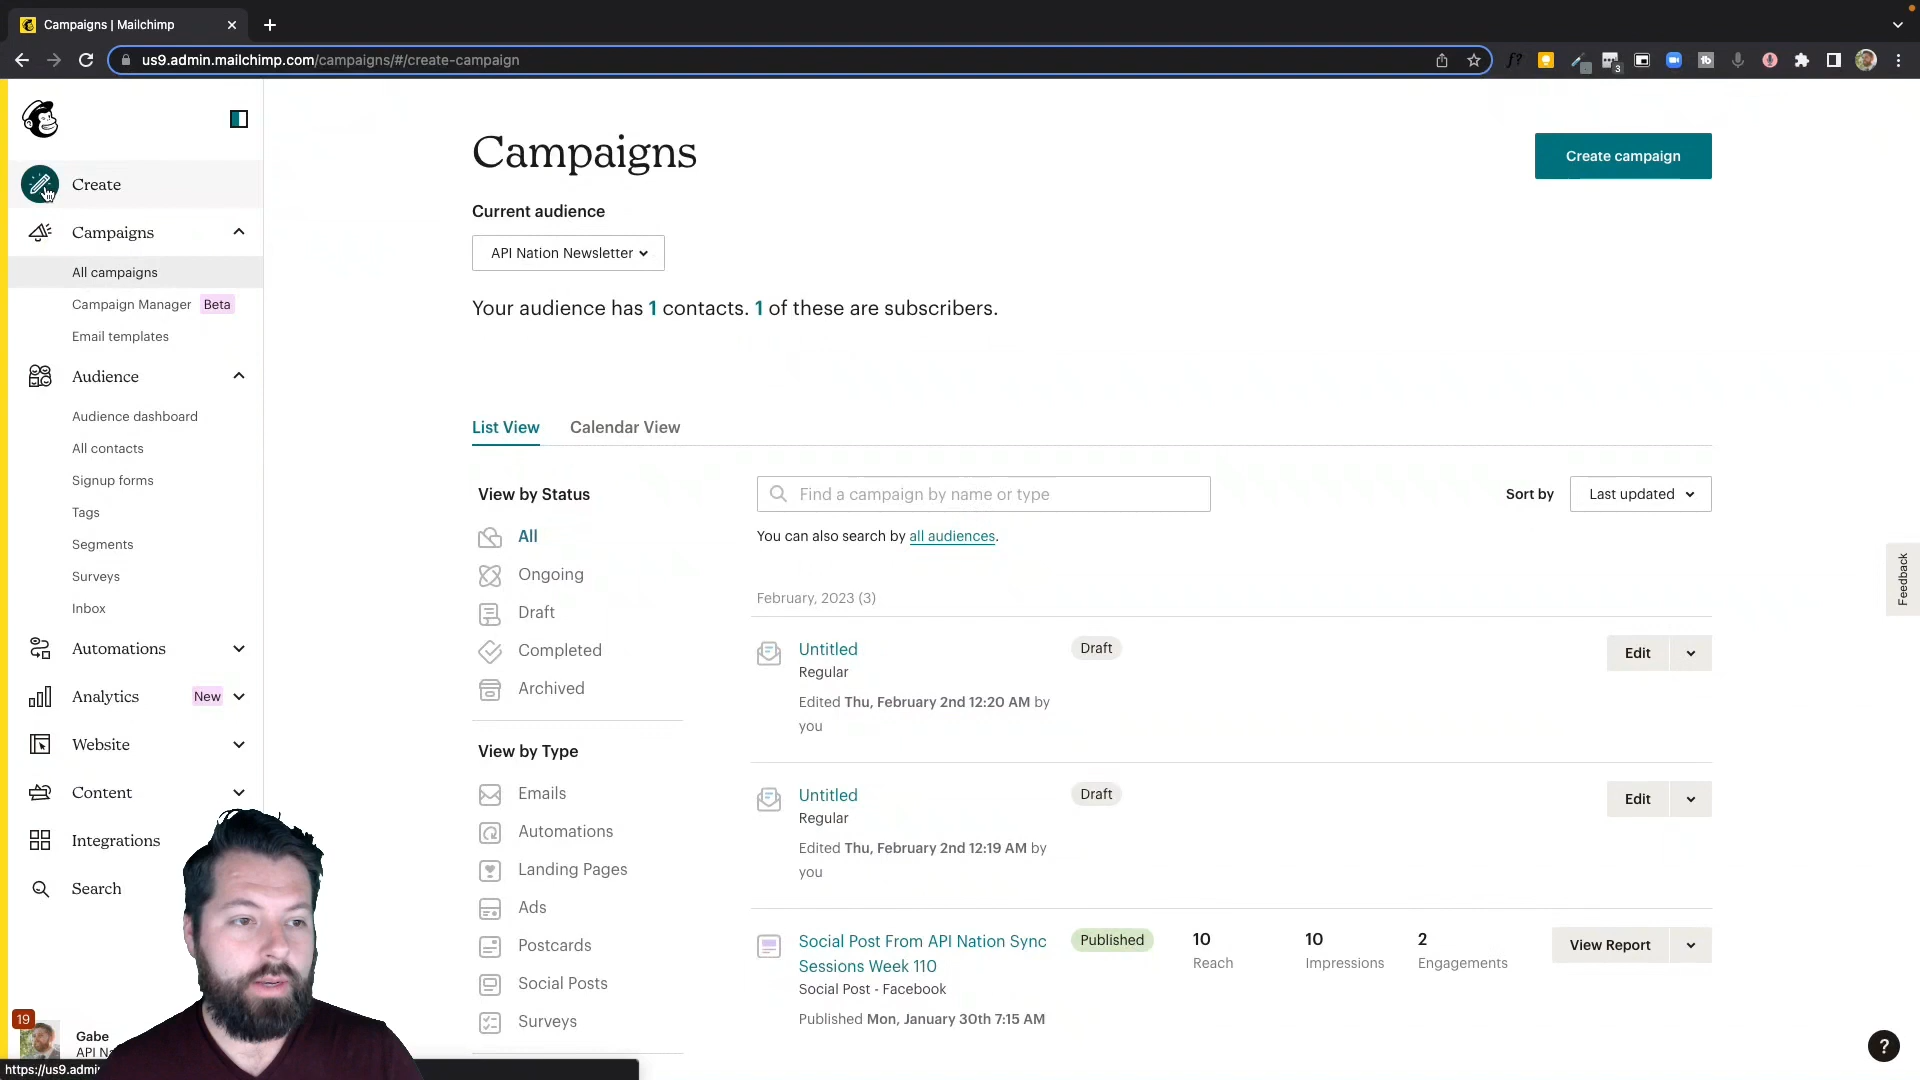 Campaigns | Mailchimp
us9.admin.mailchimp.com/campaigns/#/create-campaign
Create
Campaigns
All campaigns
Campaign Manager Beta
Email templates
Audience
Audience dashboard
All contacts
Signup forms
Tags
Segments
Surveys
Inbox
Automations
Analytics New
Website
Content
Integrations
Search
19
Gabe
API Na
https://us9.admi
Campaigns
Create campaign
Current audience
API Nation Newsletter
Your audience has 1 contacts. 1 of these are subscribers.
List View Calendar View
View by Status
All
Ongoing
Draft
Completed
Archived
View by Type
Emails
Automations
Landing Pages
Ads
Postcards
Social Posts
Surveys
Find a campaign by name or type
Sort by Last updated
You can also search by all audiences.
February, 2023 (3)
Untitled Draft Edit
Regular
Edited Thu, February 2nd 12:20 AM by
you
Untitled Draft Edit
Regular
Edited Thu, February 2nd 12:19 AM by
you
Social Post From API Nation Sync
Sessions Week 110
Social Post - Facebook
Published Mon, January 30th 7:15 AM
Published
10
Reach
10
Impressions
2
Engagements
View Report
Feedback
?